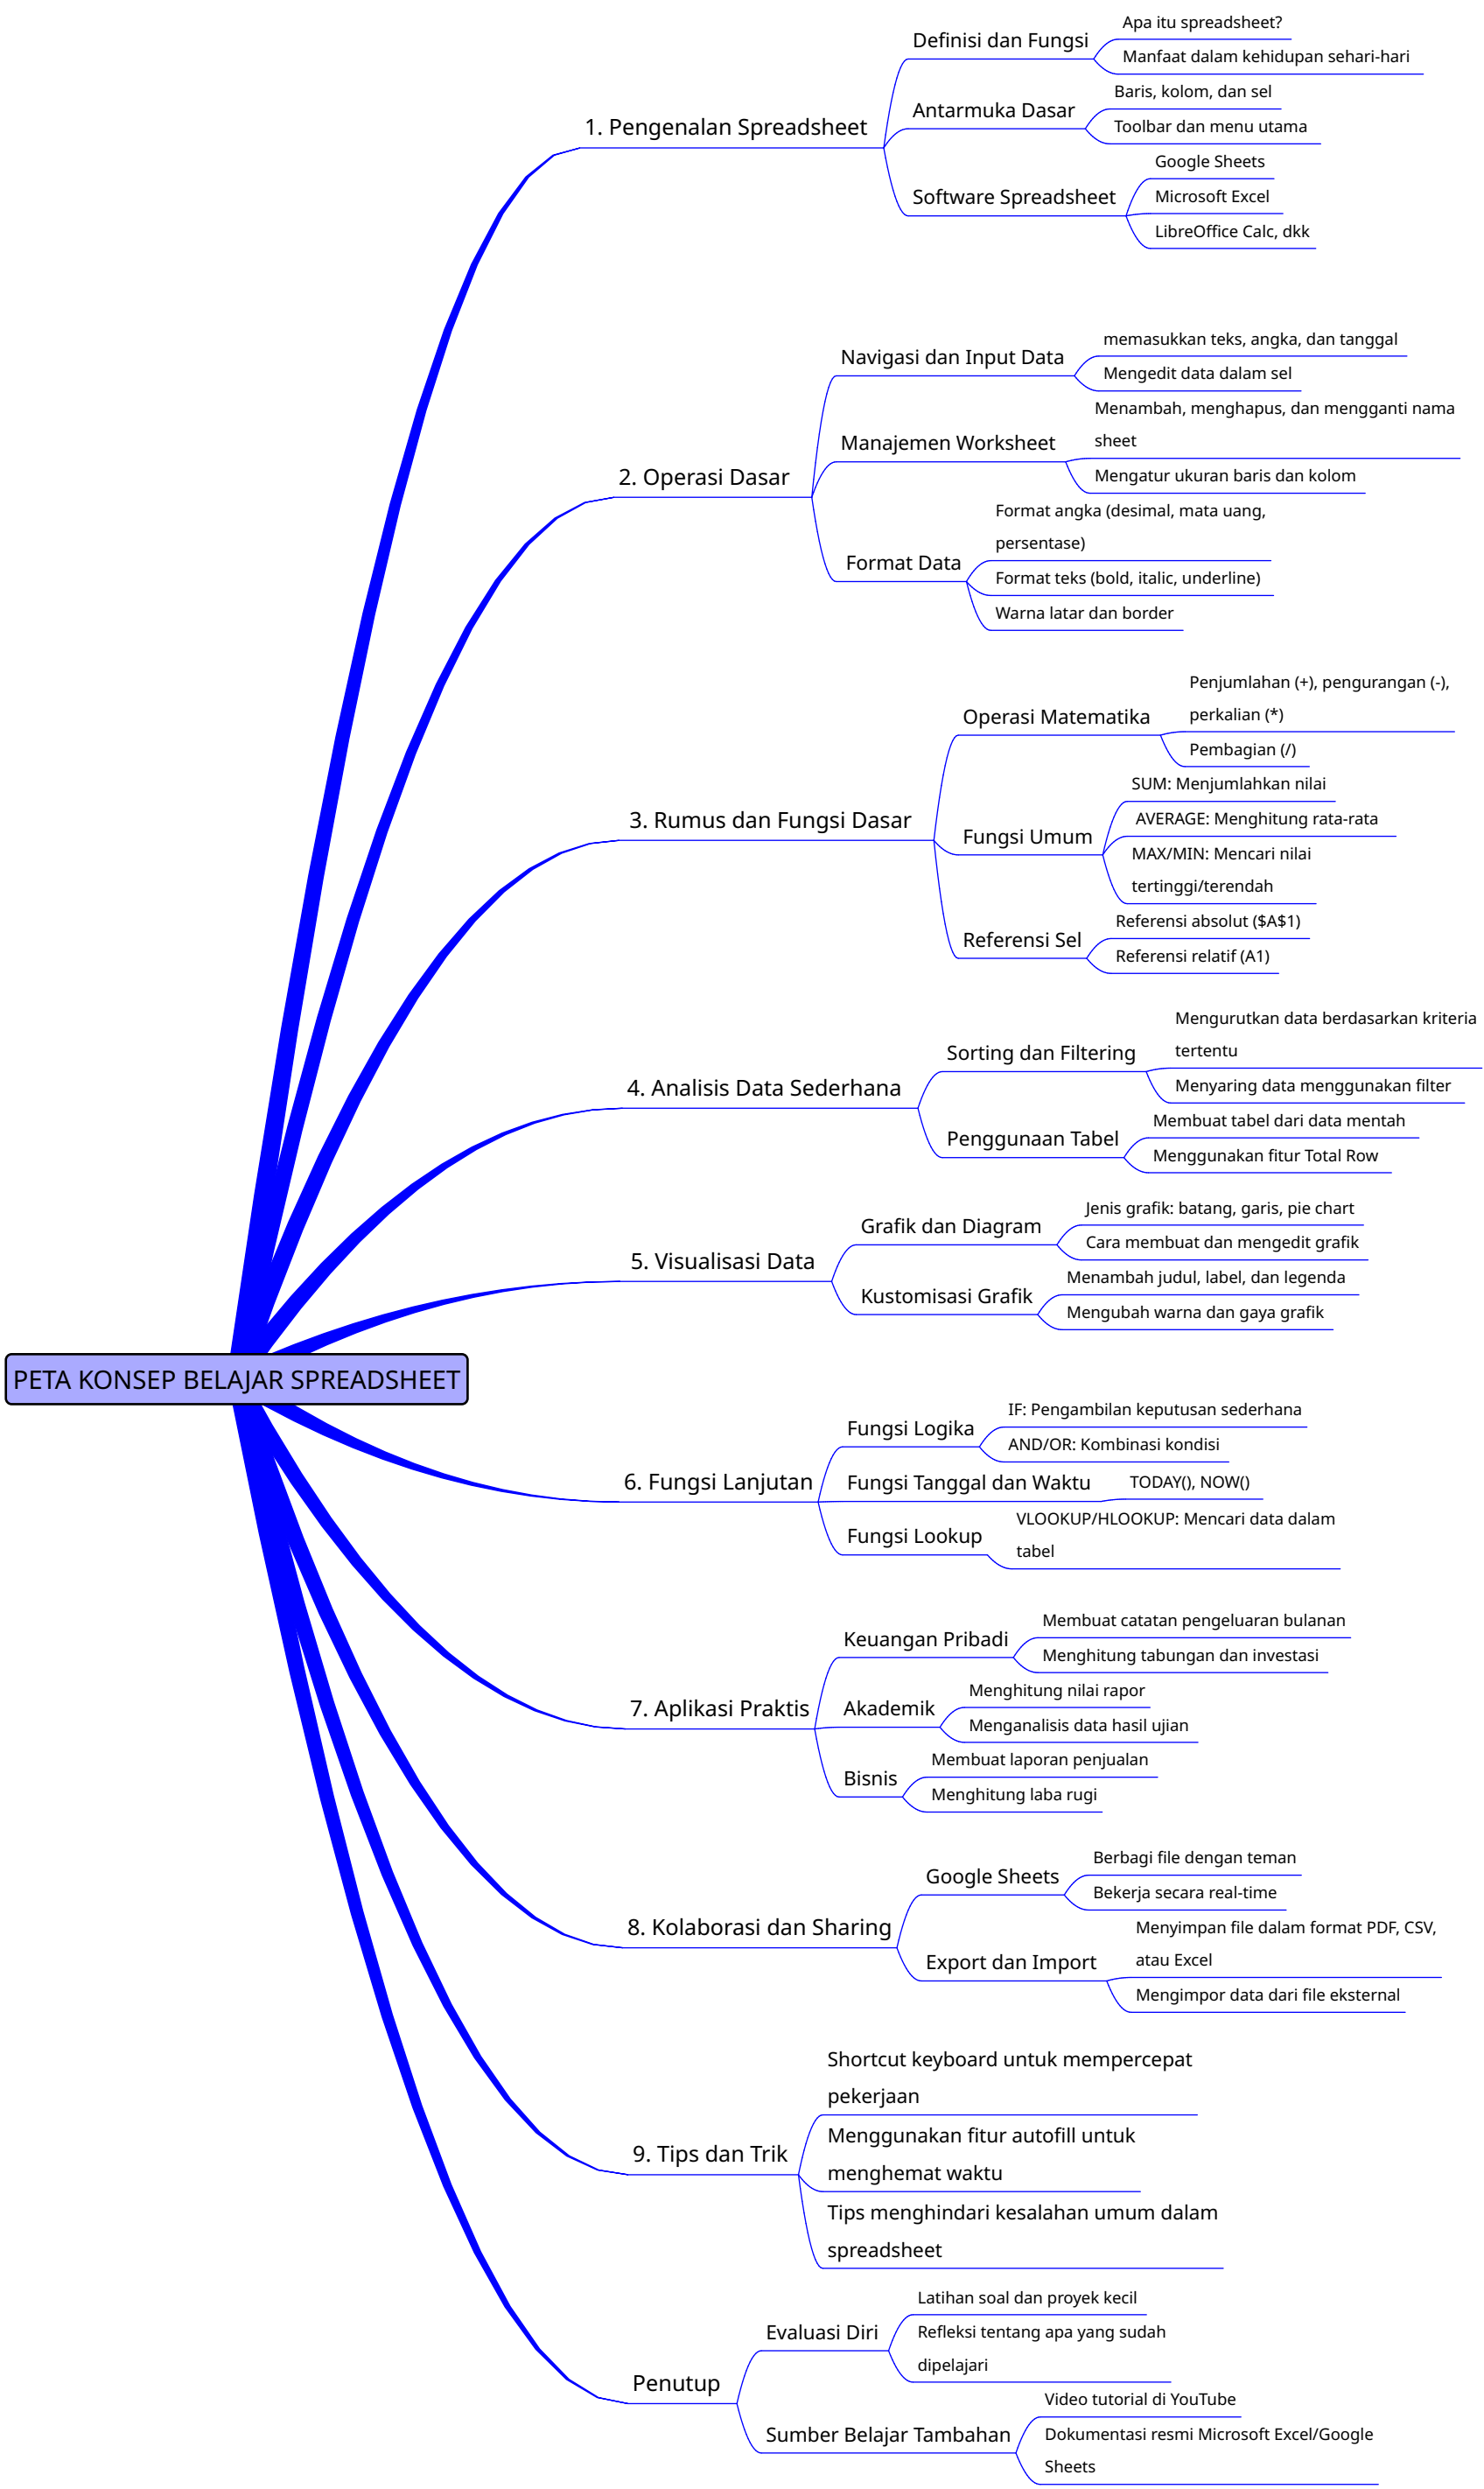 PETA KONSEP BELAJAR SPREADSHEET
1. Pengenalan Spreadsheet
Definisi dan Fungsi
Apa itu spreadsheet?
Manfaat dalam kehidupan sehari-hari
Antarmuka Dasar
Baris, kolom, dan sel
Toolbar dan menu utama
Software Spreadsheet
Google Sheets
Microsoft Excel
LibreOffice Calc, dkk
2. Operasi Dasar
Navigasi dan Input Data
memasukkan teks, angka, dan tanggal
Mengedit data dalam sel
Manajemen Worksheet
Menambah, menghapus, dan mengganti nama
sheet
Mengatur ukuran baris dan kolom
Format Data
Format angka (desimal, mata uang,
persentase)
Format teks (bold, italic, underline)
Warna latar dan border
3. Rumus dan Fungsi Dasar
Operasi Matematika
Penjumlahan (+), pengurangan (-),
perkalian (*)
Pembagian (/)
Fungsi Umum
SUM: Menjumlahkan nilai
AVERAGE: Menghitung rata-rata
MAX/MIN: Mencari nilai
tertinggi/terendah
Referensi Sel
Referensi absolut ($A$1)
Referensi relatif (A1)
4. Analisis Data Sederhana
Sorting dan Filtering
Mengurutkan data berdasarkan kriteria
tertentu
Menyaring data menggunakan filter
Penggunaan Tabel
Membuat tabel dari data mentah
Menggunakan fitur Total Row
5. Visualisasi Data
Grafik dan Diagram
Jenis grafik: batang, garis, pie chart
Cara membuat dan mengedit grafik
Kustomisasi Grafik
Menambah judul, label, dan legenda
Mengubah warna dan gaya grafik
6. Fungsi Lanjutan
Fungsi Logika
IF: Pengambilan keputusan sederhana
AND/OR: Kombinasi kondisi
Fungsi Tanggal dan Waktu
TODAY(), NOW()
Fungsi Lookup
VLOOKUP/HLOOKUP: Mencari data dalam
tabel
7. Aplikasi Praktis
Keuangan Pribadi
Membuat catatan pengeluaran bulanan
Menghitung tabungan dan investasi
Akademik
Menghitung nilai rapor
Menganalisis data hasil ujian
Bisnis
Membuat laporan penjualan
Menghitung laba rugi
8. Kolaborasi dan Sharing
Google Sheets
Berbagi file dengan teman
Bekerja secara real-time
Export dan Import
Menyimpan file dalam format PDF, CSV,
atau Excel
Mengimpor data dari file eksternal
9. Tips dan Trik
Shortcut keyboard untuk mempercepat
pekerjaan
Menggunakan fitur autofill untuk
menghemat waktu
Tips menghindari kesalahan umum dalam
spreadsheet
Penutup
Evaluasi Diri
Latihan soal dan proyek kecil
Refleksi tentang apa yang sudah
dipelajari
Sumber Belajar Tambahan
Video tutorial di YouTube
Dokumentasi resmi Microsoft Excel/Google
Sheets